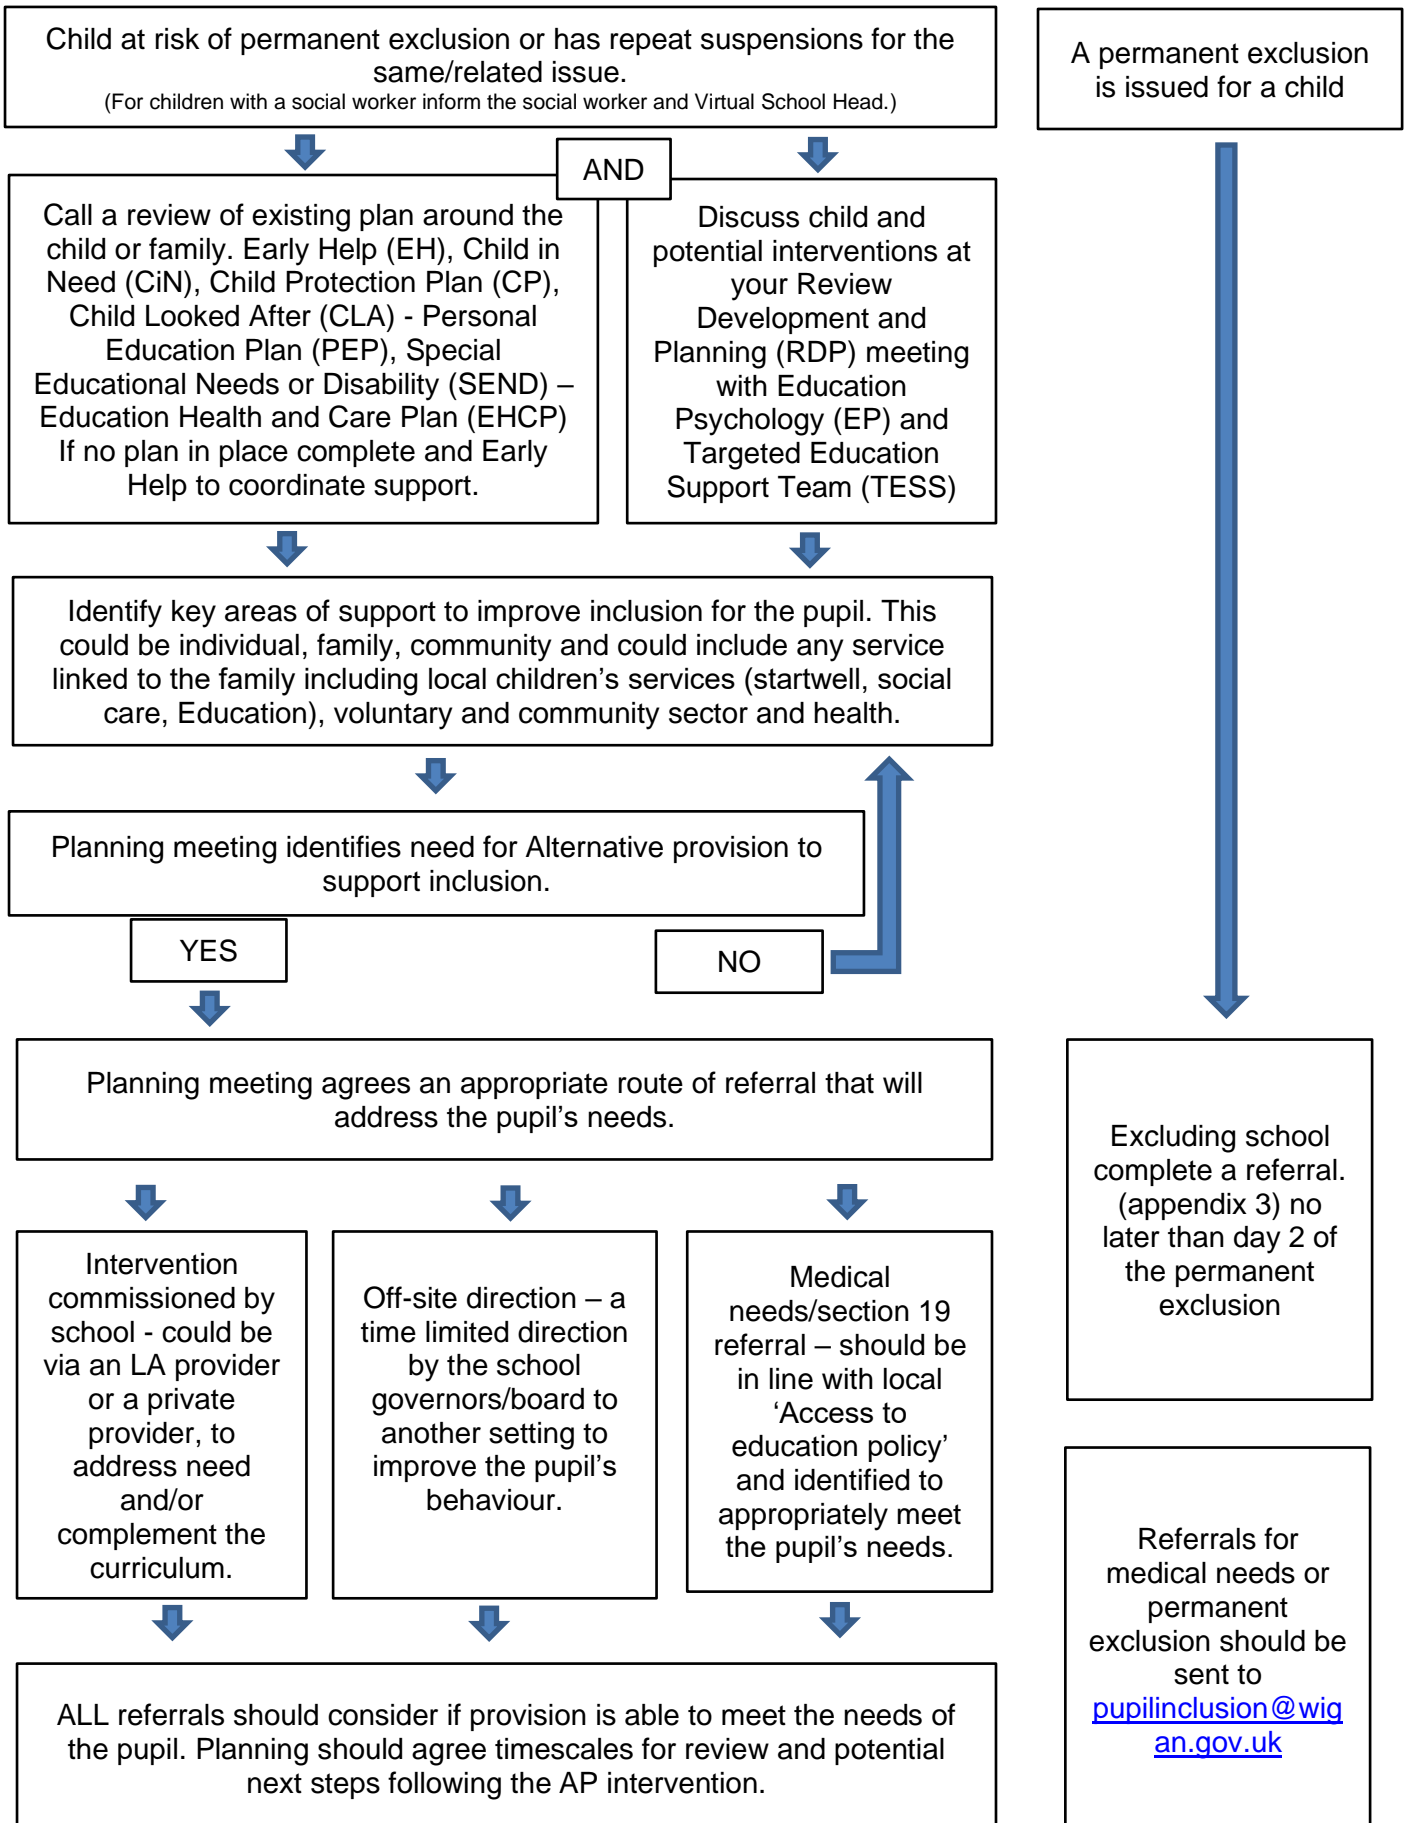 Child at risk of permanent exclusion or has repeat suspensions for the
same/related issue.
(For children with a social worker inform the social worker and Virtual School Head.)
A permanent exclusion
is issued for a child
AND
Call a review of existing plan around the
child or family. Early Help (EH), Child in
Need (CiN), Child Protection Plan (CP),
Child Looked After (CLA) - Personal
Education Plan (PEP), Special
Educational Needs or Disability (SEND) –
Education Health and Care Plan (EHCP)
If no plan in place complete and Early
Help to coordinate support.
Discuss child and
potential interventions at
your Review
Development and
Planning (RDP) meeting
with Education
Psychology (EP) and
Targeted Education
Support Team (TESS)
Identify key areas of support to improve inclusion for the pupil. This
could be individual, family, community and could include any service
linked to the family including local children’s services (startwell, social
care, Education), voluntary and community sector and health.
Planning meeting identifies need for Alternative provision to
support inclusion.
YES
NO
Planning meeting agrees an appropriate route of referral that will
address the pupil’s needs.
Intervention
commissioned by
school - could be
via an LA provider
or a private
provider, to
address need
and/or
complement the
curriculum.
Off-site direction – a
time limited direction
by the school
governors/board to
another setting to
improve the pupil’s
behaviour.
Medical
needs/section 19
referral – should be
in line with local
‘Access to
education policy’
and identified to
appropriately meet
the pupil’s needs.
Excluding school
complete a referral.
(appendix 3) no
later than day 2 of
the permanent
exclusion
Referrals for
medical needs or
permanent
exclusion should be
sent to
pupilinclusion@wig
an.gov.uk
ALL referrals should consider if provision is able to meet the needs of
the pupil. Planning should agree timescales for review and potential
next steps following the AP intervention.